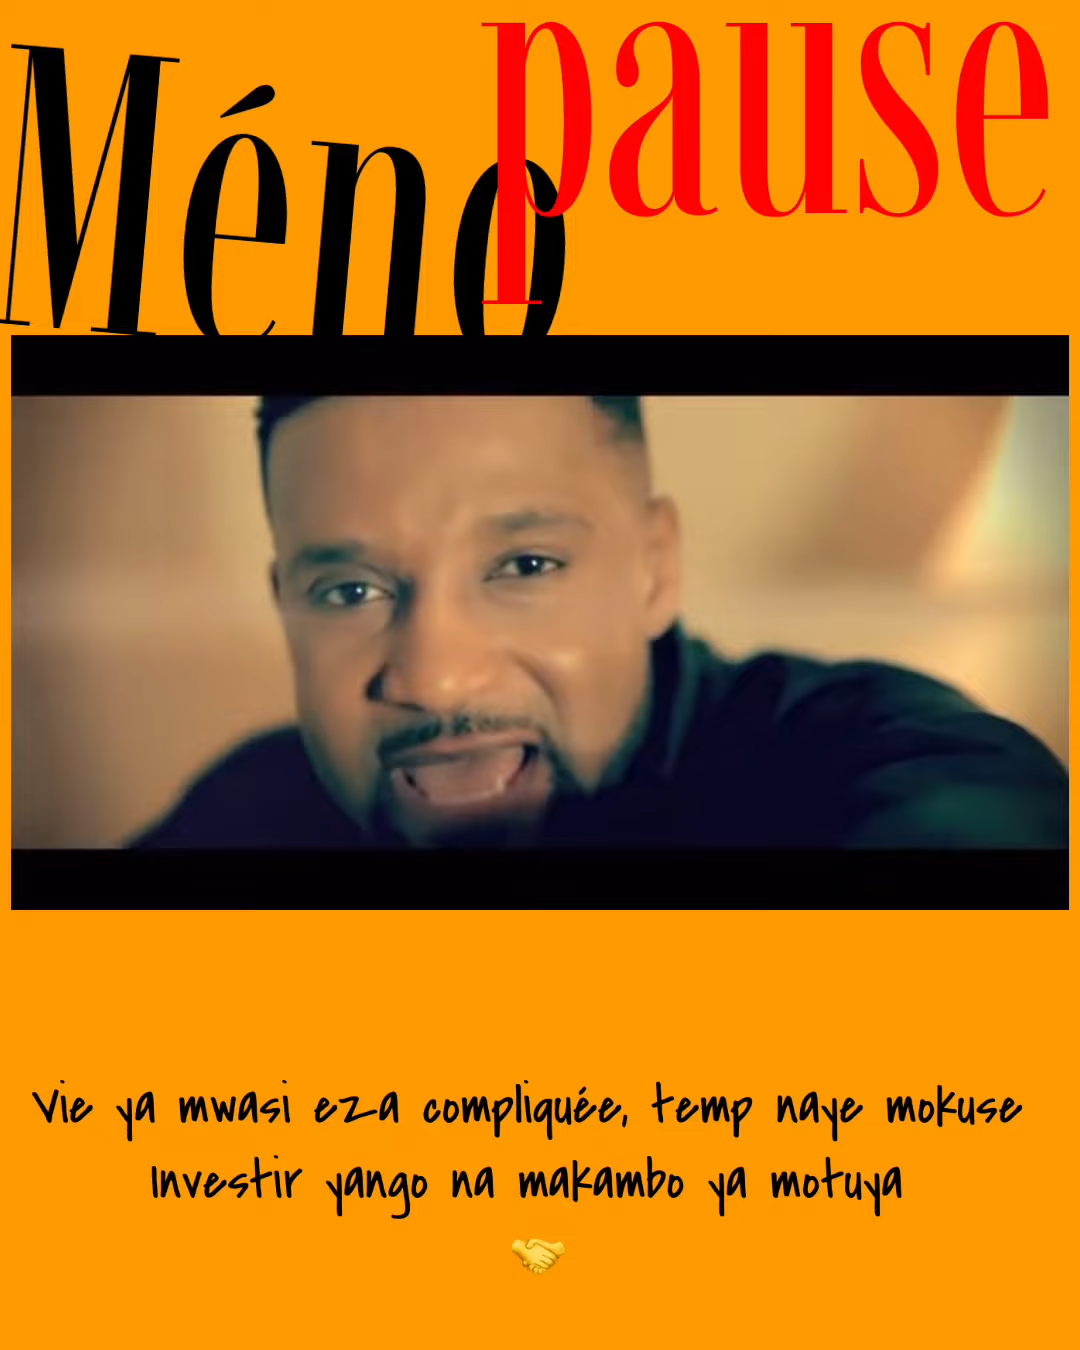 Méno
pause
Vie ya mwasi eza compliquée, temp naye mokuse
Investir yango na makambo ya motuya
🤝